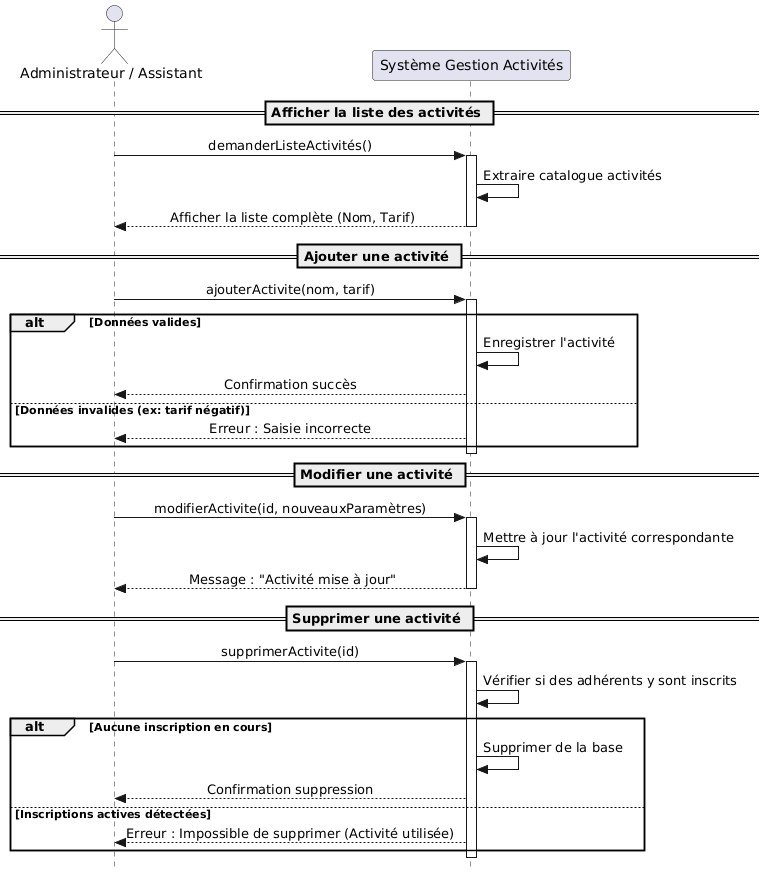 Administrateur / Assistant
Système Gestion Activités
Afficher la liste des activités
demanderListeActivités()
Extraire catalogue activités
Afficher la liste complète (Nom, Tarif)
Ajouter une activité
ajouterActivite(nom, tarif)
alt [Données valides]
Enregistrer l'activité
Confirmation succès
[Données invalides (ex: tarif négatif)]
Erreur : Saisie incorrecte
Modifier une activité
modifierActivite(id, nouveauxParamètres)
Mettre à jour l'activité correspondante
Message : "Activité mise à jour"
Supprimer une activité
supprimerActivite(id)
Vérifier si des adhérents y sont inscrits
alt [Aucune inscription en cours]
Supprimer de la base
Confirmation suppression
[Inscriptions actives détectées]
Erreur : Impossible de supprimer (Activité utilisée)